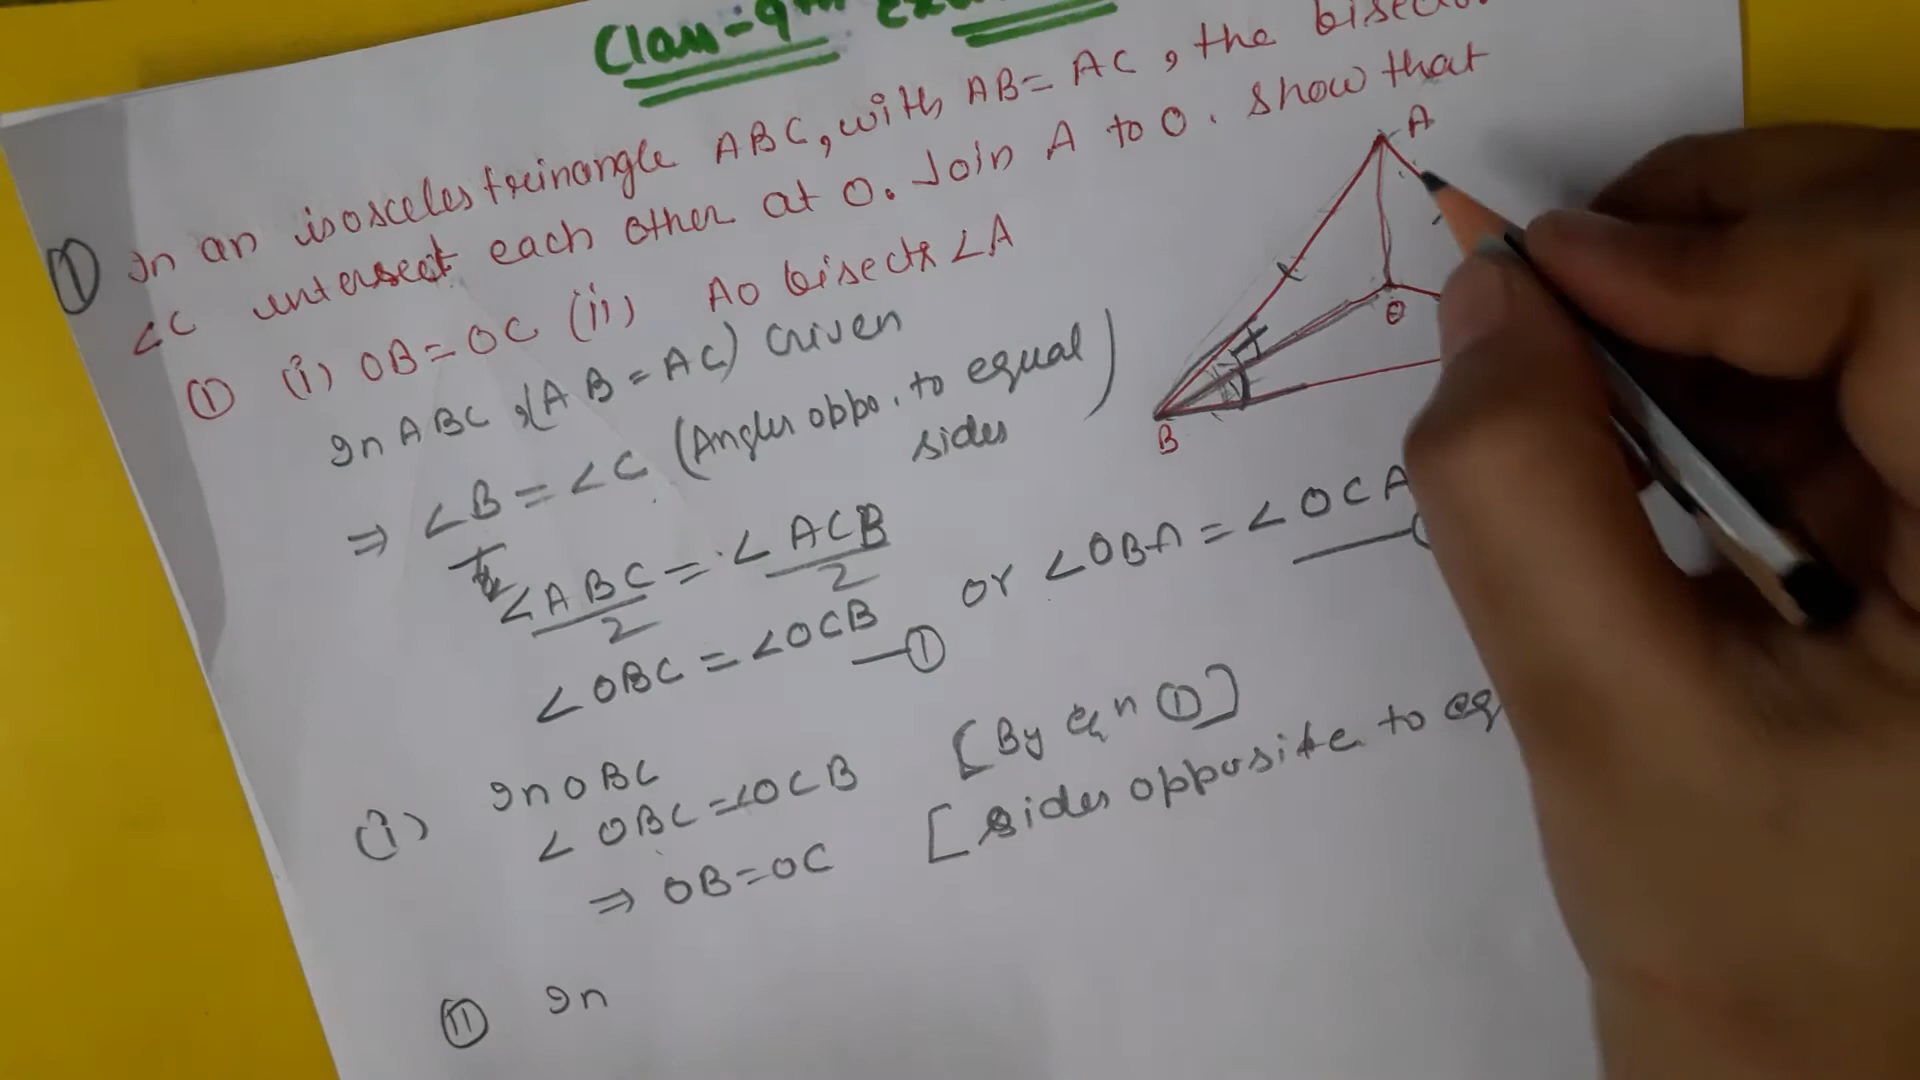 Class-9th
① In an isosceles treinangle ABC, with AB = AC, the
∠C intersect each other at O. Join A to O. Show that
① (i) OB = OC (ii) AO bisects ∠A
In ABC, (AB = AC) Given
⇒ ∠B = ∠C (Angles oppo. to equal sides)
∠ABC/2 = ∠ACB/2
∠OBC = ∠OCB —① or ∠OBA = ∠OCA
(i) In OBC
∠OBC = ∠OCB [By eqn ①]
⇒ OB = OC [sides opposite to
⑪ In
A
O
B